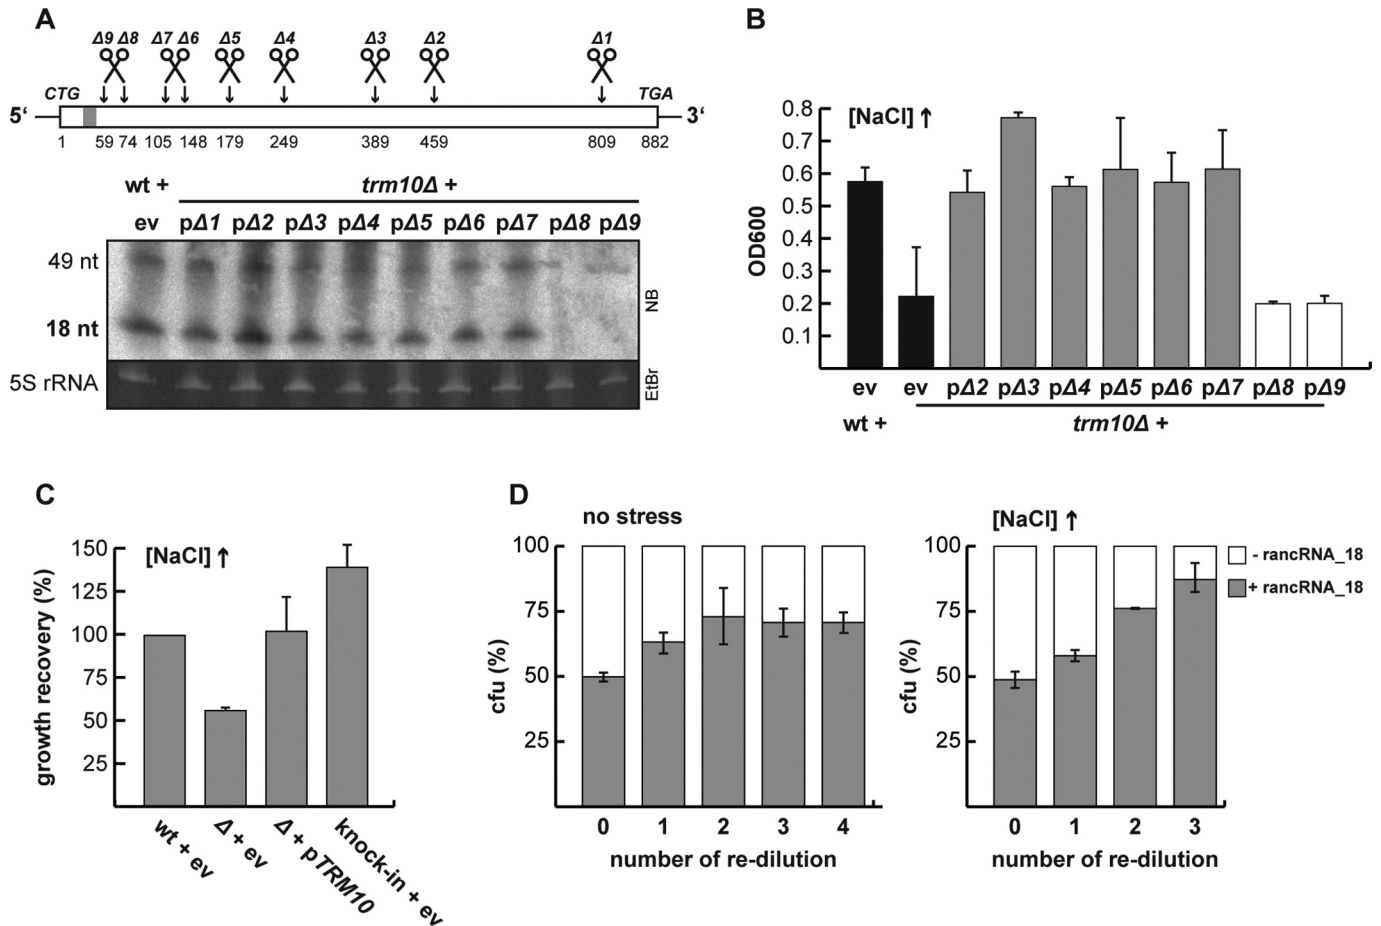 A
Δ9 Δ8 Δ7 Δ6 Δ5 Δ4 Δ3 Δ2 Δ1
CTG TGA
5‘ 3‘
1 59 74 105 148 179 249 389 459 809 882
wt + trm10Δ +
ev pΔ1 pΔ2 pΔ3 pΔ4 pΔ5 pΔ6 pΔ7 pΔ8 pΔ9
49 nt
18 nt
NB
5S rRNA
EtBr
B
[NaCl] ↑
OD600
0.8
0.7
0.6
0.5
0.4
0.3
0.2
0.1
ev ev pΔ2 pΔ3 pΔ4 pΔ5 pΔ6 pΔ7 pΔ8 pΔ9
wt + trm10Δ +
C
[NaCl] ↑
growth recovery (%)
150
125
100
75
50
25
wt + ev
Δ + ev
Δ + pTRM10
knock-in + ev
D
no stress
cfu (%)
100
75
50
25
0 1 2 3 4
number of re-dilution
[NaCl] ↑
cfu (%)
100
75
50
25
0 1 2 3
number of re-dilution
- rancRNA_18
+ rancRNA_18